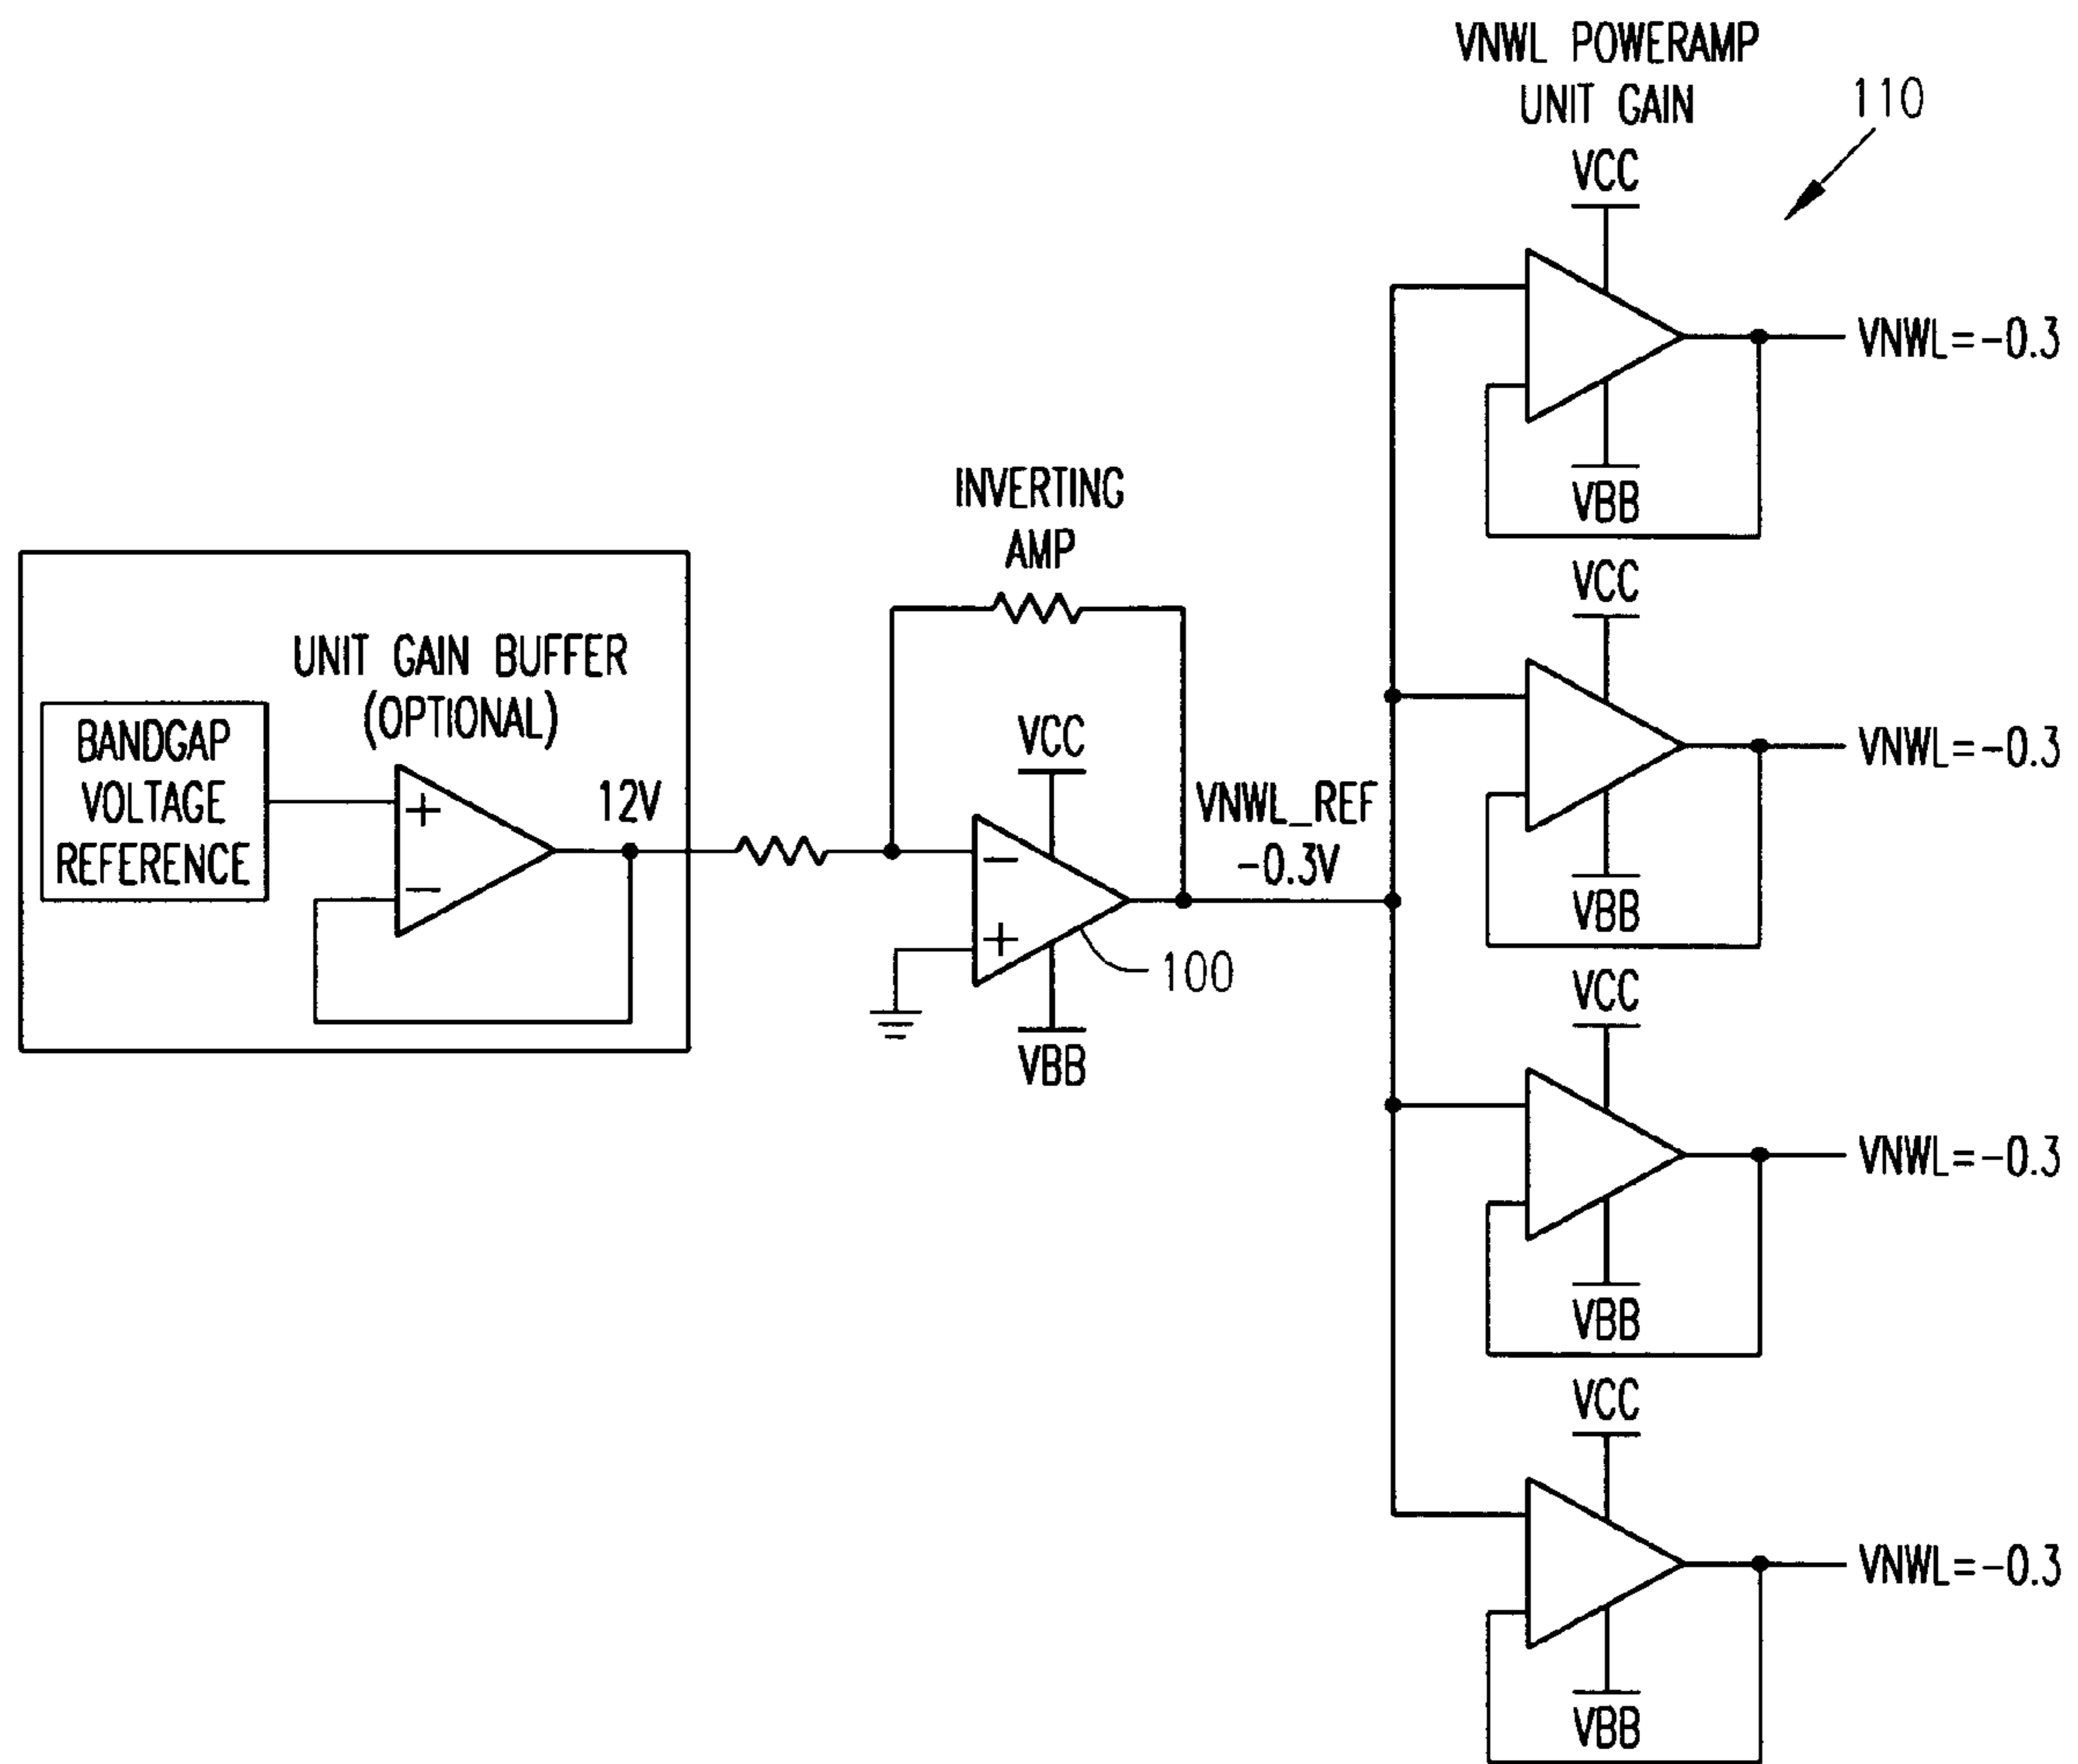 VNWL POWERAMP
UNIT GAIN
110
VCC
VNWL=-0.3
VBB
INVERTING
AMP
VCC
UNIT GAIN BUFFER
(OPTIONAL)
BANDGAP
VOLTAGE
REFERENCE
+
-
12V
VCC
-
+
VBB
100
VNWL_REF
-0.3V
VNWL=-0.3
VBB
VCC
VNWL=-0.3
VBB
VCC
VNWL=-0.3
VBB